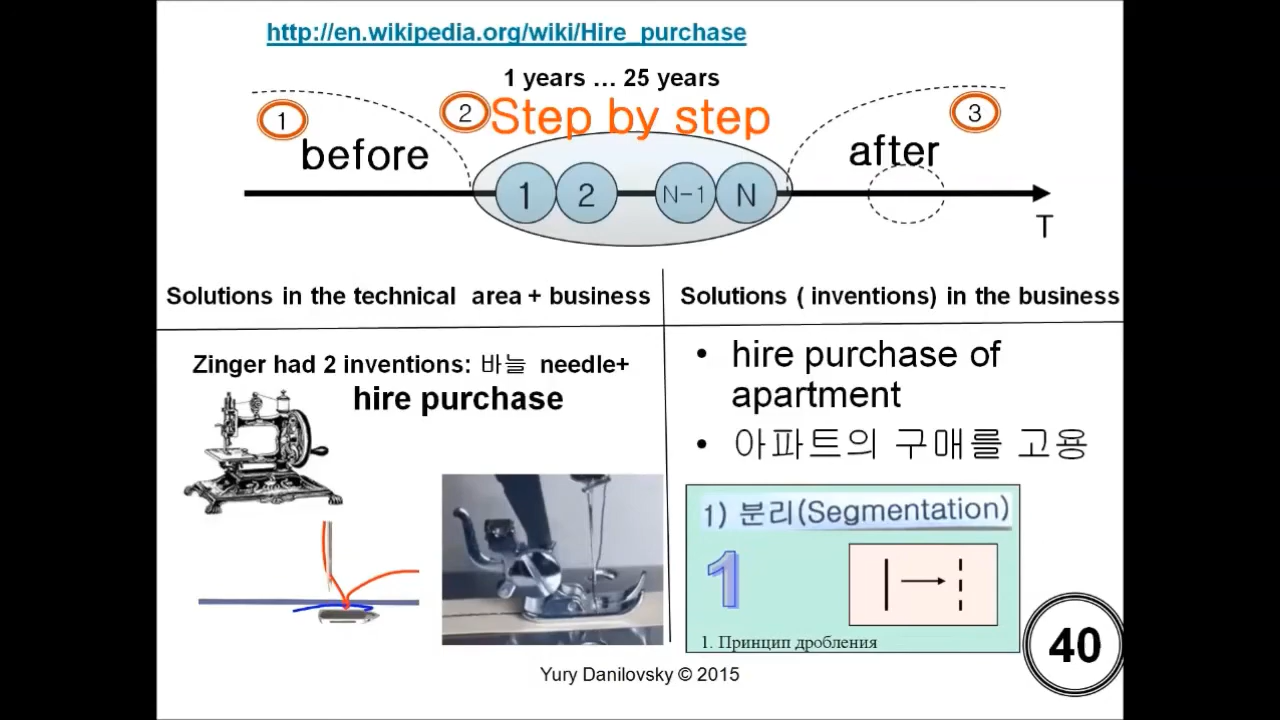 http://en.wikipedia.org/wiki/Hire_purchase
1 years … 25 years
1
2
Step by step
3
before
after
1
2
N-1
N
T
Solutions in the technical area + business
Solutions ( inventions) in the business
Zinger had 2 inventions: 바늘 needle+
hire purchase
• hire purchase of
apartment
• 아파트의 구매를 고용
1) 분리(Segmentation)
1
1. Принцип дробления
40
Yury Danilovsky © 2015